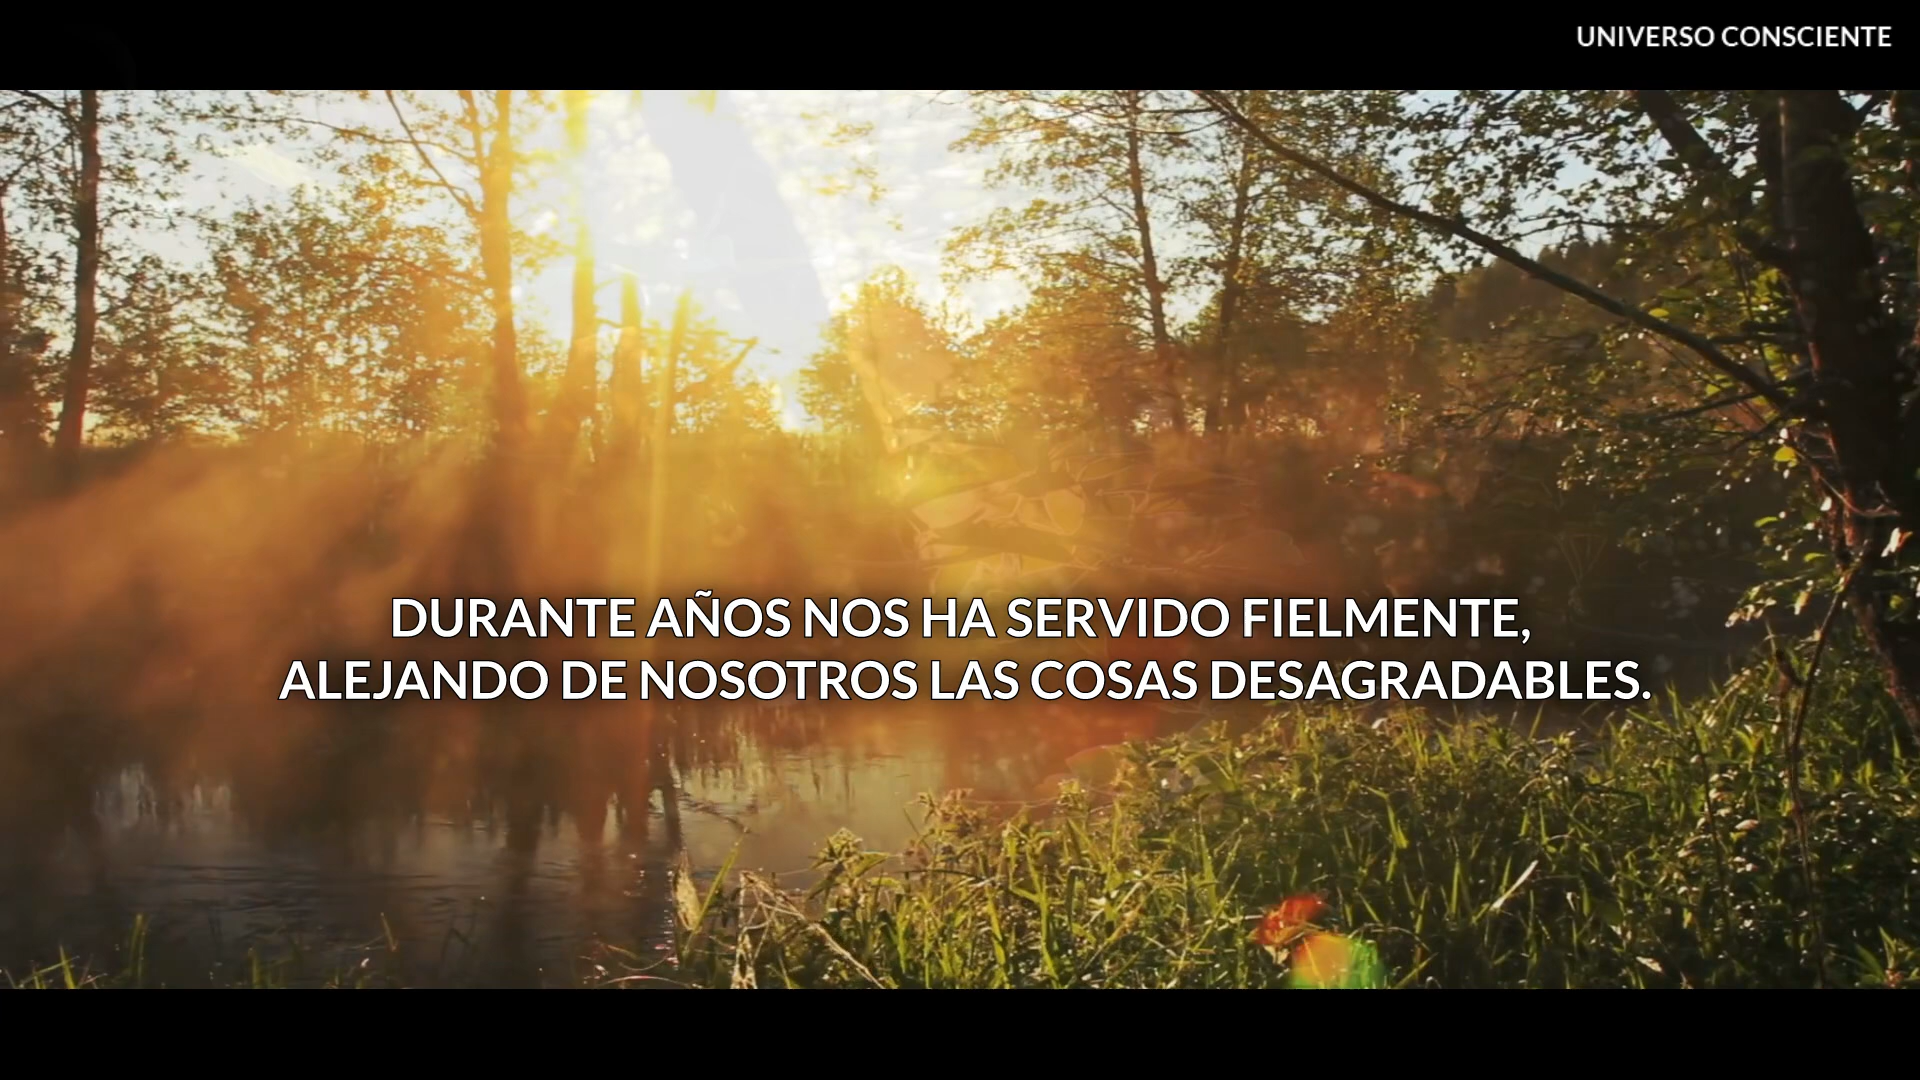 UNIVERSO CONSCIENTE
DURANTE AÑOS NOS HA SERVIDO FIELMENTE,
ALEJANDO DE NOSOTROS LAS COSAS DESAGRADABLES.